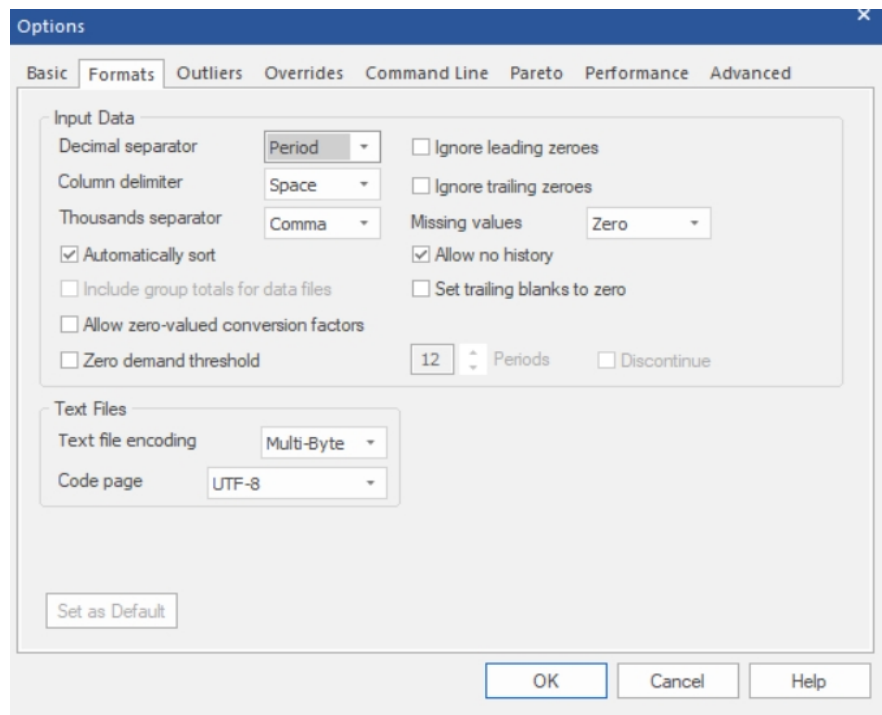 Options
Basic Formats Outliers Overrides Command Line Pareto Performance Advanced
Input Data
Decimal separator Period Ignore leading zeroes
Column delimiter Space Ignore trailing zeroes
Thousands separator Comma Missing values Zero
Automatically sort Allow no history
Include group totals for data files Set trailing blanks to zero
Allow zero-valued conversion factors
Zero demand threshold 12 Periods Discontinue
Text Files
Text file encoding Multi-Byte
Code page UTF-8
Set as Default
OK Cancel Help